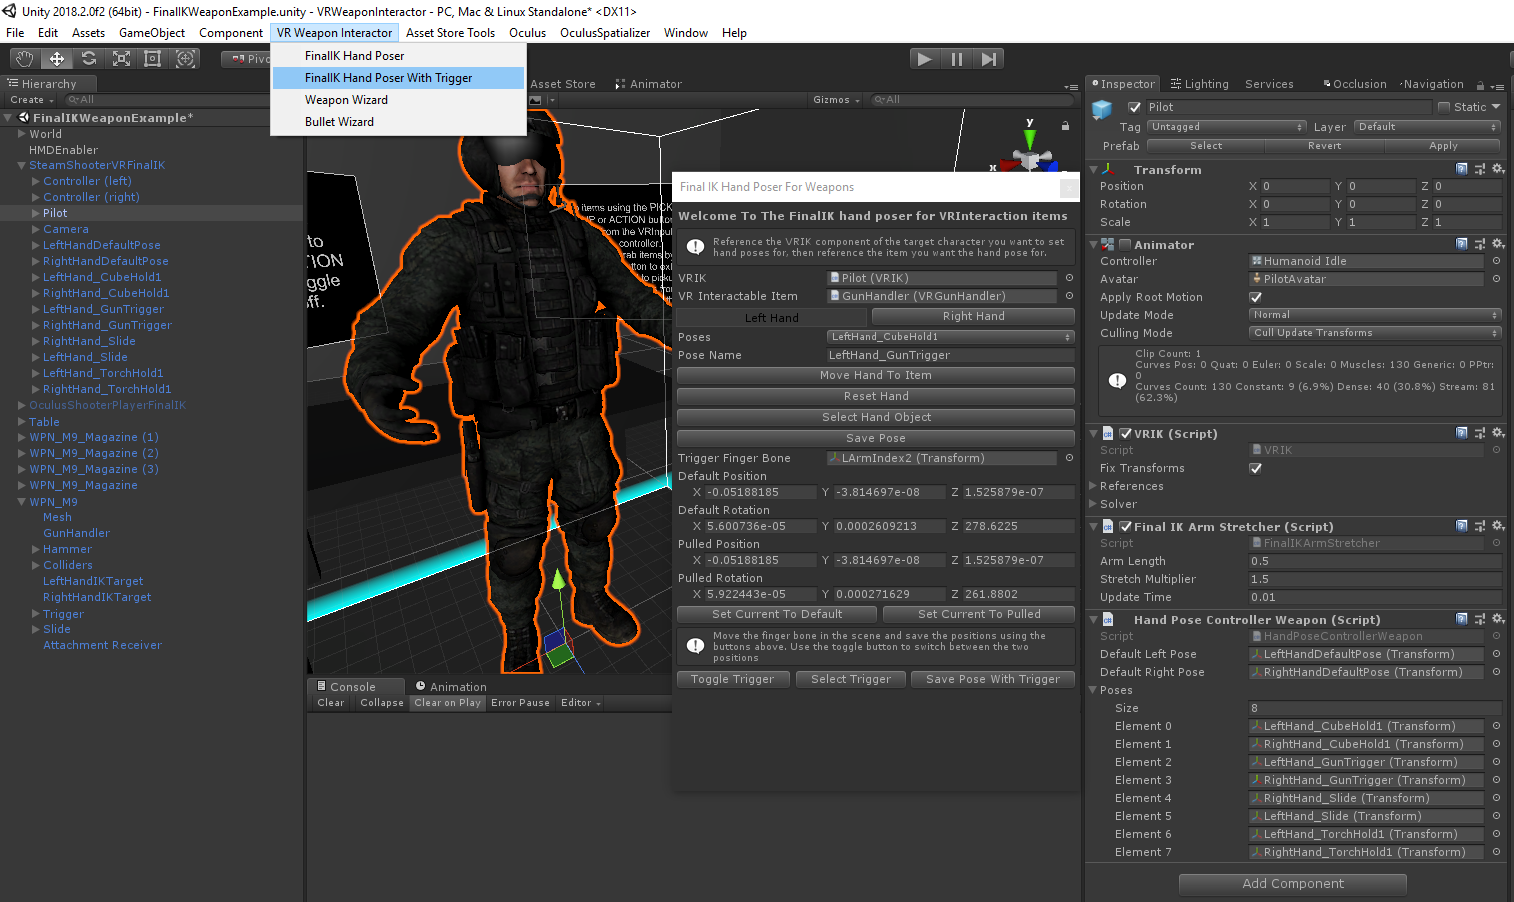 Unity 2018.2.0f2 (64bit) - FinalIKWeaponExample.unity - VRWeaponInteractor - PC, Mac & Linux Standalone* <DX11>
File Edit Assets GameObject Component VR Weapon Interactor Asset Store Tools Oculus OculusSpatializer Window Help
FinalIK Hand Poser
FinalIK Hand Poser With Trigger
Weapon Wizard
Bullet Wizard
Pivo
Hierarchy
Create All
FinalIKWeaponExample*
World
HMDEnabler
SteamShooterVRFinalIK
Controller (left)
Controller (right)
Pilot
Camera
LeftHandDefaultPose
RightHandDefaultPose
LeftHand_CubeHold1
RightHand_CubeHold1
LeftHand_GunTrigger
RightHand_GunTrigger
RightHand_Slide
LeftHand_Slide
LeftHand_TorchHold1
RightHand_TorchHold1
OculusShooterPlayerFinalIK
Table
WPN_M9_Magazine (1)
WPN_M9_Magazine (2)
WPN_M9_Magazine (3)
WPN_M9_Magazine
WPN_M9
Mesh
GunHandler
Hammer
Colliders
LeftHandIKTarget
RightHandIKTarget
Trigger
Slide
Attachment Receiver
Asset Store Animator
Gizmos All
y
x
to
TION
ggle
ff.
items using the PICK
P or ACTION button
rom the VRInpu
controller.
rab items by
ton to exit
to picku
Final IK Hand Poser For Weapons
x
Welcome To The FinalIK hand poser for VRInteraction items
Reference the VRIK component of the target character you want to set
hand poses for, then reference the item you want the hand pose for.
VRIK Pilot (VRIK)
VR Interactable Item GunHandler (VRGunHandler)
Left Hand Right Hand
Poses LeftHand_CubeHold1
Pose Name LeftHand_GunTrigger
Move Hand To Item
Reset Hand
Select Hand Object
Save Pose
Trigger Finger Bone LArmIndex2 (Transform)
Default Position
X -0.05188185 Y -3.814697e-08 Z 1.525879e-07
Default Rotation
X 5.600736e-05 Y 0.0002609213 Z 278.6225
Pulled Position
X -0.05188185 Y -3.814697e-08 Z 1.525879e-07
Pulled Rotation
X 5.922443e-05 Y 0.000271629 Z 261.8802
Set Current To Default Set Current To Pulled
Move the finger bone in the scene and save the positions using the
buttons above. Use the toggle button to switch between the two
positions
Toggle Trigger Select Trigger Save Pose With Trigger
Console Animation
Clear Collapse Clear on Play Error Pause Editor
Inspector Lighting Services Occlusion Navigation
Pilot Static
Tag Untagged Layer Default
Prefab Select Revert Apply
Transform
Position X 0 Y 0 Z 0
Rotation X 0 Y 0 Z 0
Scale X 1 Y 1 Z 1
Animator
Controller Humanoid Idle
Avatar PilotAvatar
Apply Root Motion
Update Mode Normal
Culling Mode Cull Update Transforms
Clip Count: 1
Curves Pos: 0 Quat: 0 Euler: 0 Scale: 0 Muscles: 130 Generic: 0 PPtr:
0
Curves Count: 130 Constant: 9 (6.9%) Dense: 40 (30.8%) Stream: 81
(62.3%)
VRIK (Script)
Script VRIK
Fix Transforms
References
Solver
Final IK Arm Stretcher (Script)
Script FinalIKArmStretcher
Arm Length 0.5
Stretch Multiplier 1.5
Update Time 0.01
Hand Pose Controller Weapon (Script)
Script HandPoseControllerWeapon
Default Left Pose LeftHandDefaultPose (Transform)
Default Right Pose RightHandDefaultPose (Transform)
Poses
Size 8
Element 0 LeftHand_CubeHold1 (Transform)
Element 1 RightHand_CubeHold1 (Transform)
Element 2 LeftHand_GunTrigger (Transform)
Element 3 RightHand_GunTrigger (Transform)
Element 4 RightHand_Slide (Transform)
Element 5 LeftHand_Slide (Transform)
Element 6 LeftHand_TorchHold1 (Transform)
Element 7 RightHand_TorchHold1 (Transform)
Add Component